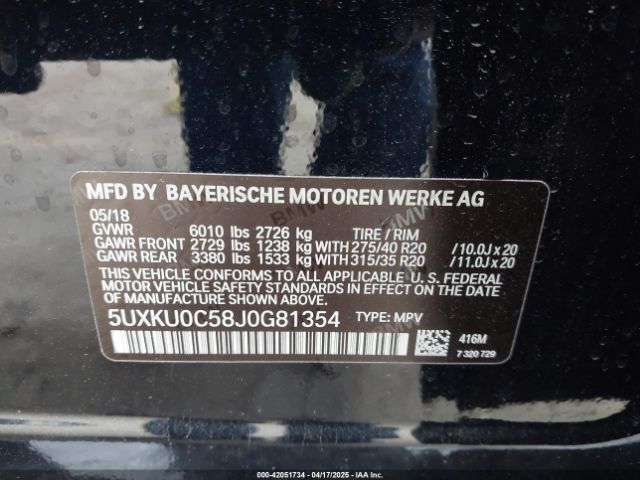 MFD BY BAYERISCHE MOTOREN WERKE AG
05/18
GVWR 6010 lbs 2726 kg TIRE / RIM
GAWR FRONT 2729 lbs 1238 kg WITH 275/40 R20 /10.0J x 20
GAWR REAR 3380 lbs 1533 kg WITH 315/35 R20 /11.0J x 20
THIS VEHICLE CONFORMS TO ALL APPLICABLE U. S. FEDERAL
MOTOR VEHICLE SAFETY STANDARDS IN EFFECT ON THE
DATE OF MANUFACTURE SHOWN ABOVE.
5UXKU0C58J0G81354 TYPE: MPV
416M
7 320 729
000-42051734 - 04/17/2025 - IAA Inc.